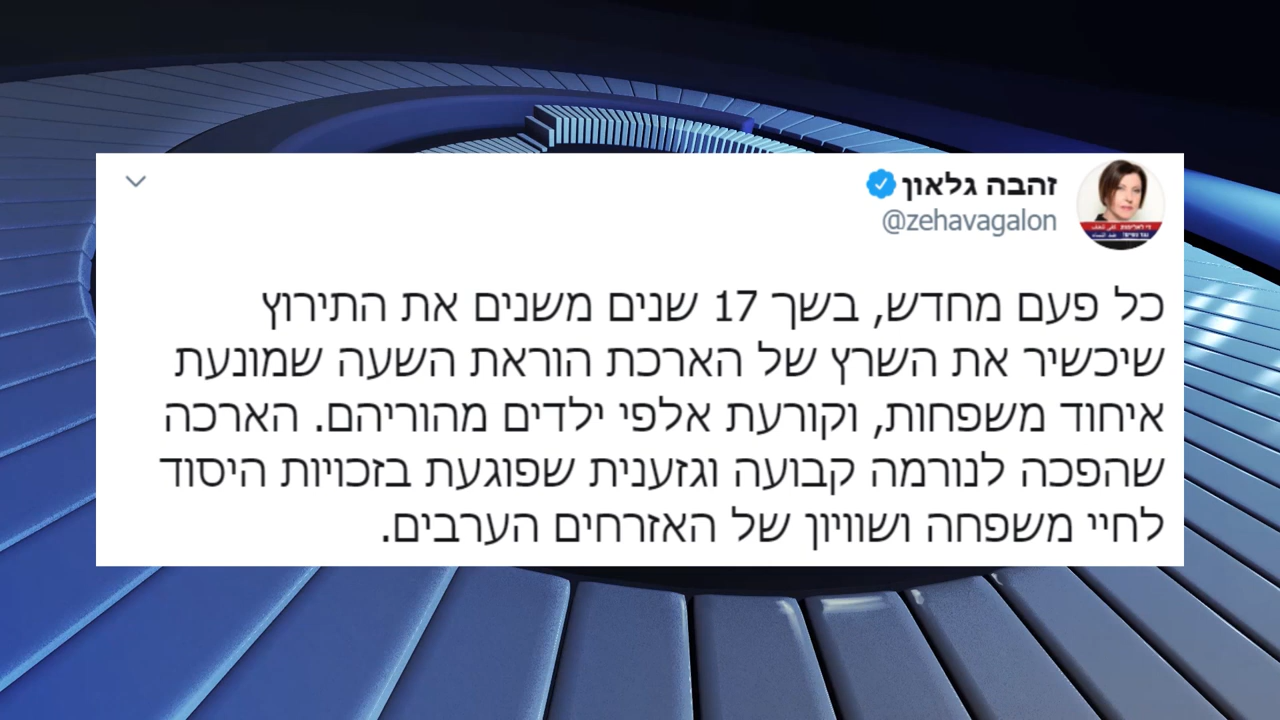 זהבה גלאון
@zehavagalon
כל פעם מחדש, בשך 17 שנים משנים את התירוץ
שיכשיר את השרץ של הארכת הוראת השעה שמונעת
איחוד משפחות, וקורעת אלפי ילדים מהוריהם. הארכה
שהפכה לנורמה קבועה וגזענית שפוגעת בזכויות היסוד
לחיי משפחה ושוויון של האזרחים הערבים.